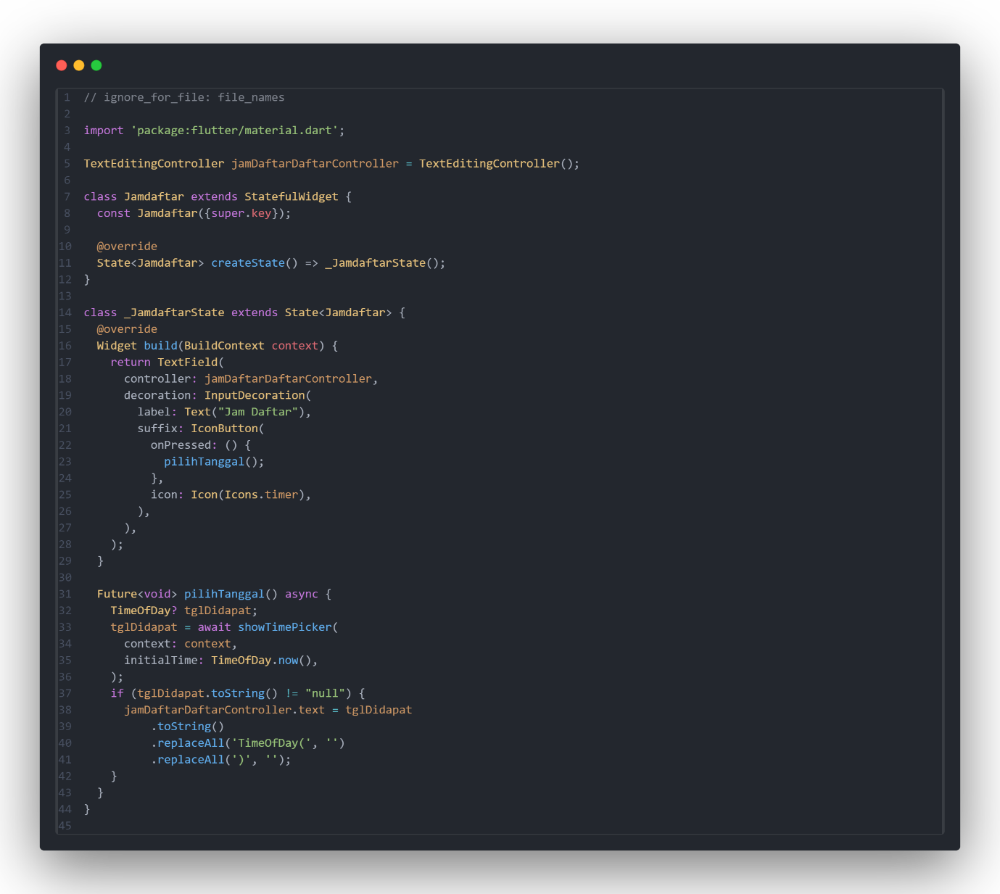 1 // ignore_for_file: file_names
2
3 import 'package:flutter/material.dart';
4
5 TextEditingController jamDaftarDaftarController = TextEditingController();
6
7 class Jamdaftar extends StatefulWidget {
8   const Jamdaftar({super.key});
9
10   @override
11   State<Jamdaftar> createState() => _JamdaftarState();
12 }
13
14 class _JamdaftarState extends State<Jamdaftar> {
15   @override
16   Widget build(BuildContext context) {
17     return TextField(
18       controller: jamDaftarDaftarController,
19       decoration: InputDecoration(
20         label: Text("Jam Daftar"),
21         suffix: IconButton(
22           onPressed: () {
23             pilihTanggal();
24           },
25           icon: Icon(Icons.timer),
26         ),
27       ),
28     );
29   }
30
31   Future<void> pilihTanggal() async {
32     TimeOfDay? tglDidapat;
33     tglDidapat = await showTimePicker(
34       context: context,
35       initialTime: TimeOfDay.now(),
36     );
37     if (tglDidapat.toString() != "null") {
38       jamDaftarDaftarController.text = tglDidapat
39           .toString()
40           .replaceAll('TimeOfDay(', '')
41           .replaceAll(')', '');
42     }
43   }
44 }
45